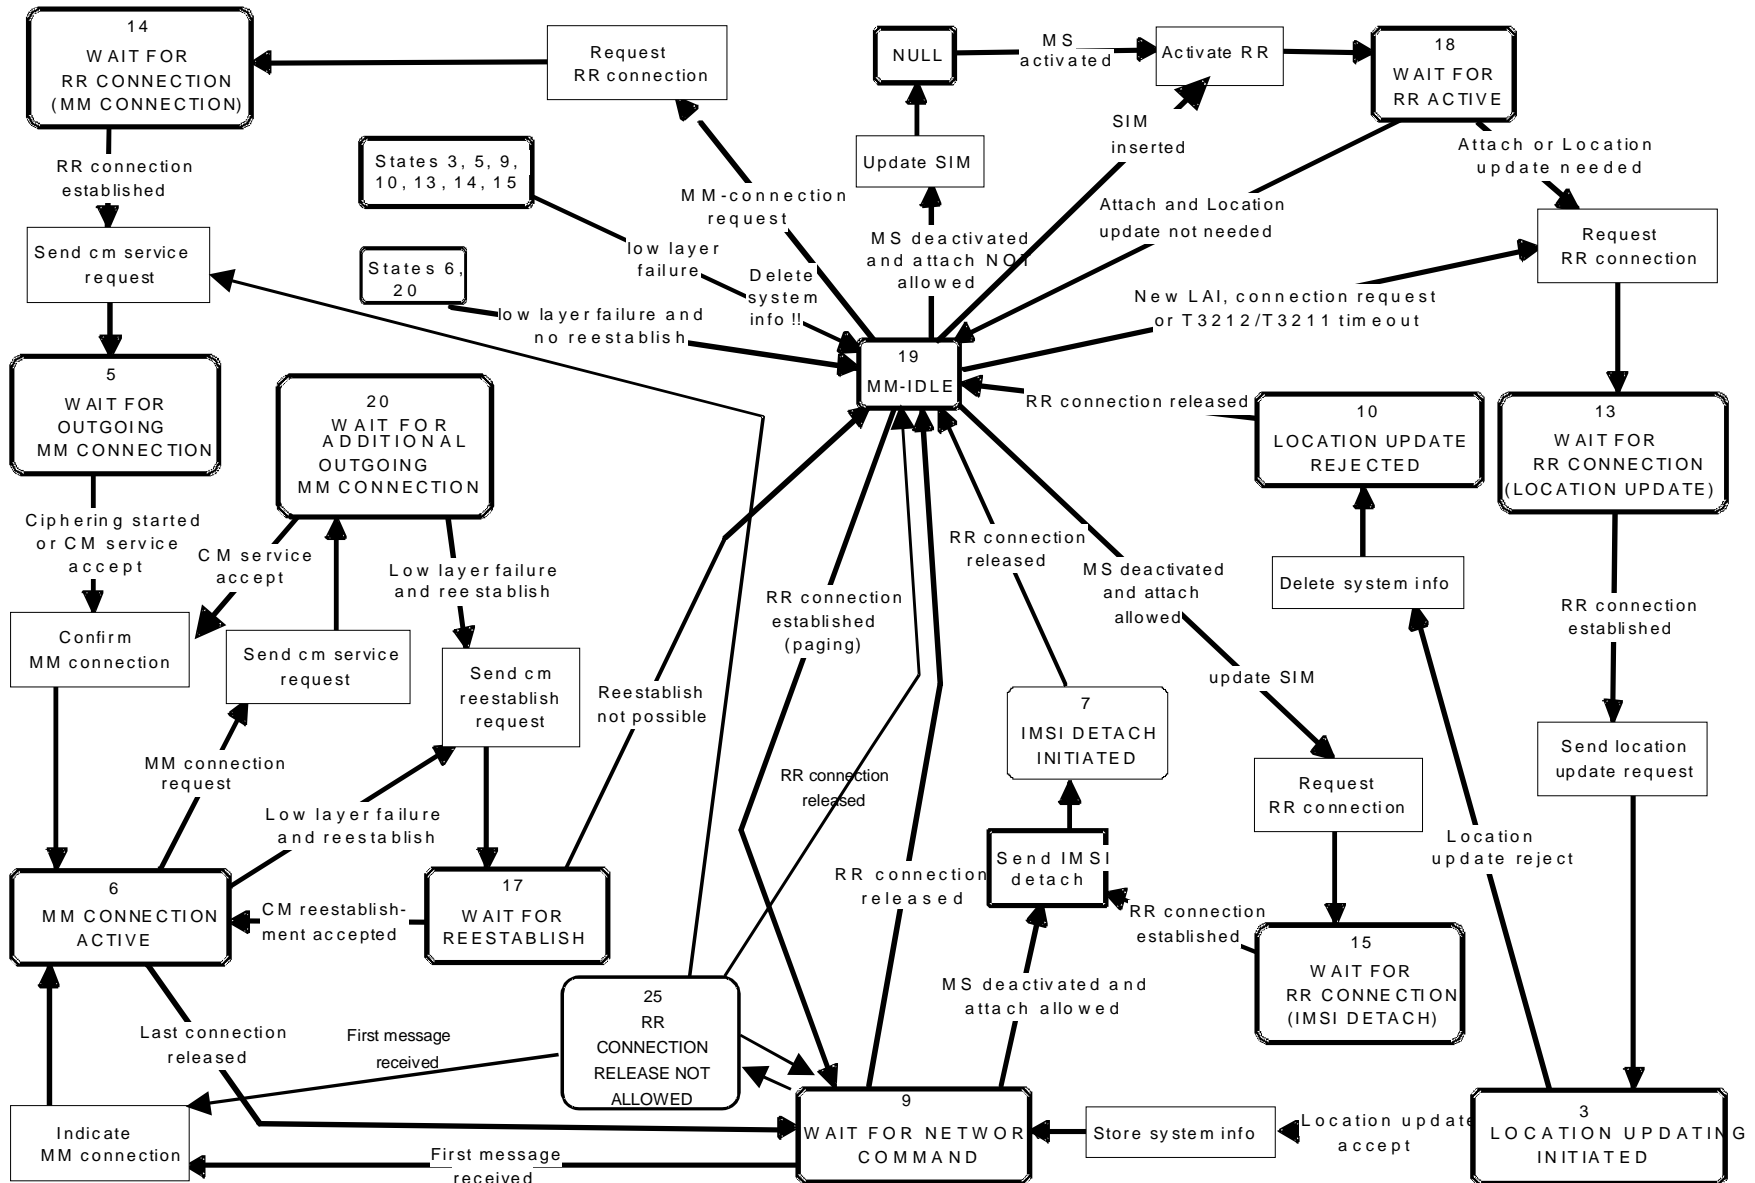 14
WAIT FOR
RR CONNECTION
(MM CONNECTION)
Request
RR connection
NULL
MS
activated
Activate RR
18
WAIT FOR
RR ACTIVE
RR connection
established
States 3, 5, 9,
10, 13, 14, 15
MM-connection
request
Update SIM
SIM
inserted
Attach or Location
update needed
Send cm service
request
States 6,
20
low layer
failure
Delete
system
info !!
MS deactivated
and attach NOT
allowed
Attach and Location
update not needed
Request
RR connection
low layer failure and
no reestablish
New LAI, connection request
or T3212/T3211 timeout
5
WAIT FOR
OUTGOING
MM CONNECTION
20
WAIT FOR
ADDITIONAL
OUTGOING
MM CONNECTION
19
MM-IDLE
RR connection released
10
LOCATION UPDATE
REJECTED
13
WAIT FOR
RR CONNECTION
(LOCATION UPDATE)
Ciphering started
or CM service
accept
CM service
accept
Low layer failure
and reestablish
RR connection
established
(paging)
RR connection
released
MS deactivated
and attach
allowed
Delete system info
RR connection
established
Confirm
MM connection
Send cm service
request
Send cm
reestablish
request
Reestablish
not possible
7
IMSI DETACH
INITIATED
update SIM
Send location
update request
MM connection
request
Low layer failure
and reestablish
RR connection
released
Request
RR connection
Location
update reject
6
MM CONNECTION
ACTIVE
CM reestablish-
ment accepted
17
WAIT FOR
REESTABLISH
RR connection
released
Send IMSI
detach
RR connection
established
15
WAIT FOR
RR CONNECTION
(IMSI DETACH)
Last connection
released
First message
received
25
RR
CONNECTION
RELEASE NOT
ALLOWED
MS deactivated and
attach allowed
Indicate
MM connection
First message
received
9
WAIT FOR NETWOR
COMMAND
Store system info
Location update
accept
3
LOCATION UPDATING
INITIATED